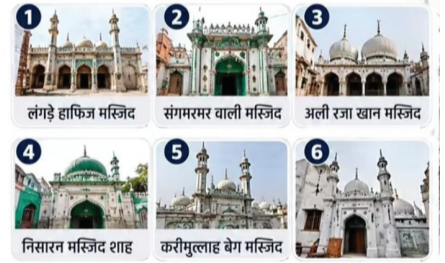 1
लंगड़े हाफिज मस्जिद
2
संगमरमर वाली मस्जिद
3
अली रजा खान मस्जिद
4
निसारन मस्जिद शाह
5
करीमुल्लाह बेग मस्जिद
6